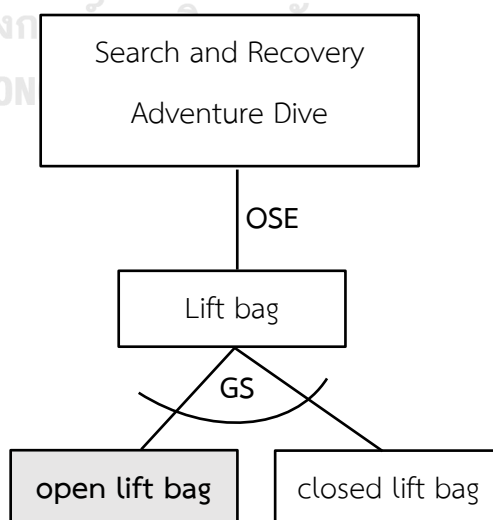 Search and Recovery
Adventure Dive
OSE
Lift bag
GS
open lift bag
closed lift bag